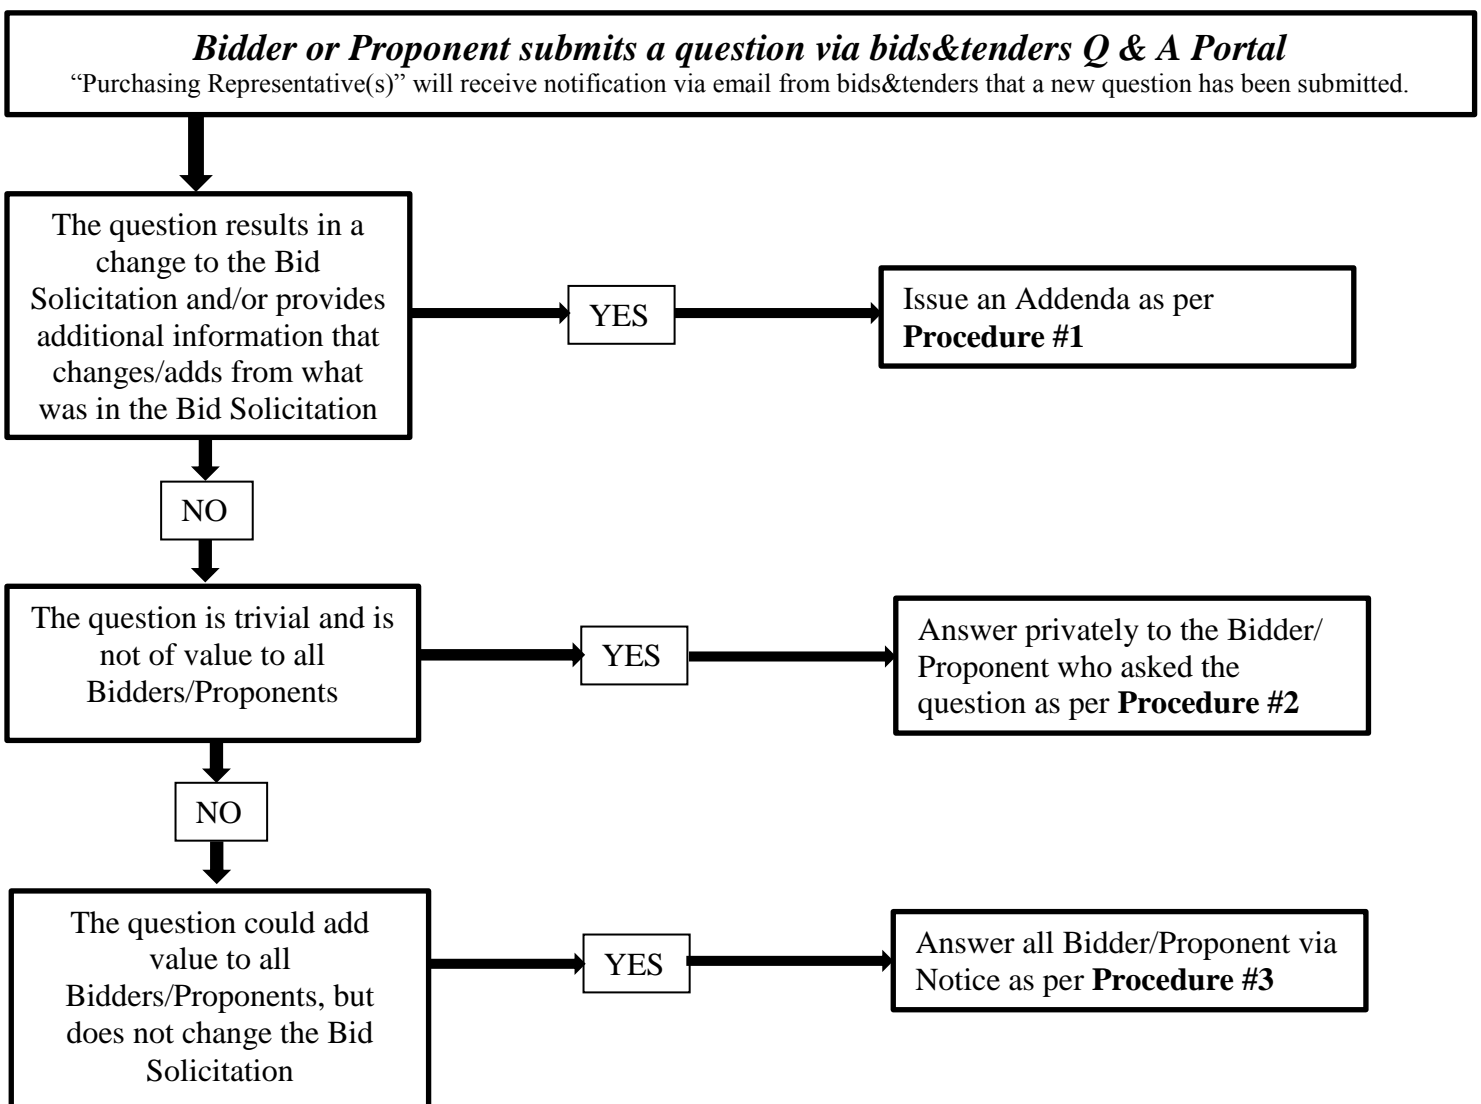 Bidder or Proponent submits a question via bids&tenders Q & A Portal
“Purchasing Representative(s)” will receive notification via email from bids&tenders that a new question has been submitted.
The question results in a
change to the Bid
Solicitation and/or provides
additional information that
changes/adds from what
was in the Bid Solicitation
YES
Issue an Addenda as per
Procedure #1
NO
The question is trivial and is
not of value to all
Bidders/Proponents
YES
Answer privately to the Bidder/
Proponent who asked the
question as per Procedure #2
NO
The question could add
value to all
Bidders/Proponents, but
does not change the Bid
Solicitation
YES
Answer all Bidder/Proponent via
Notice as per Procedure #3